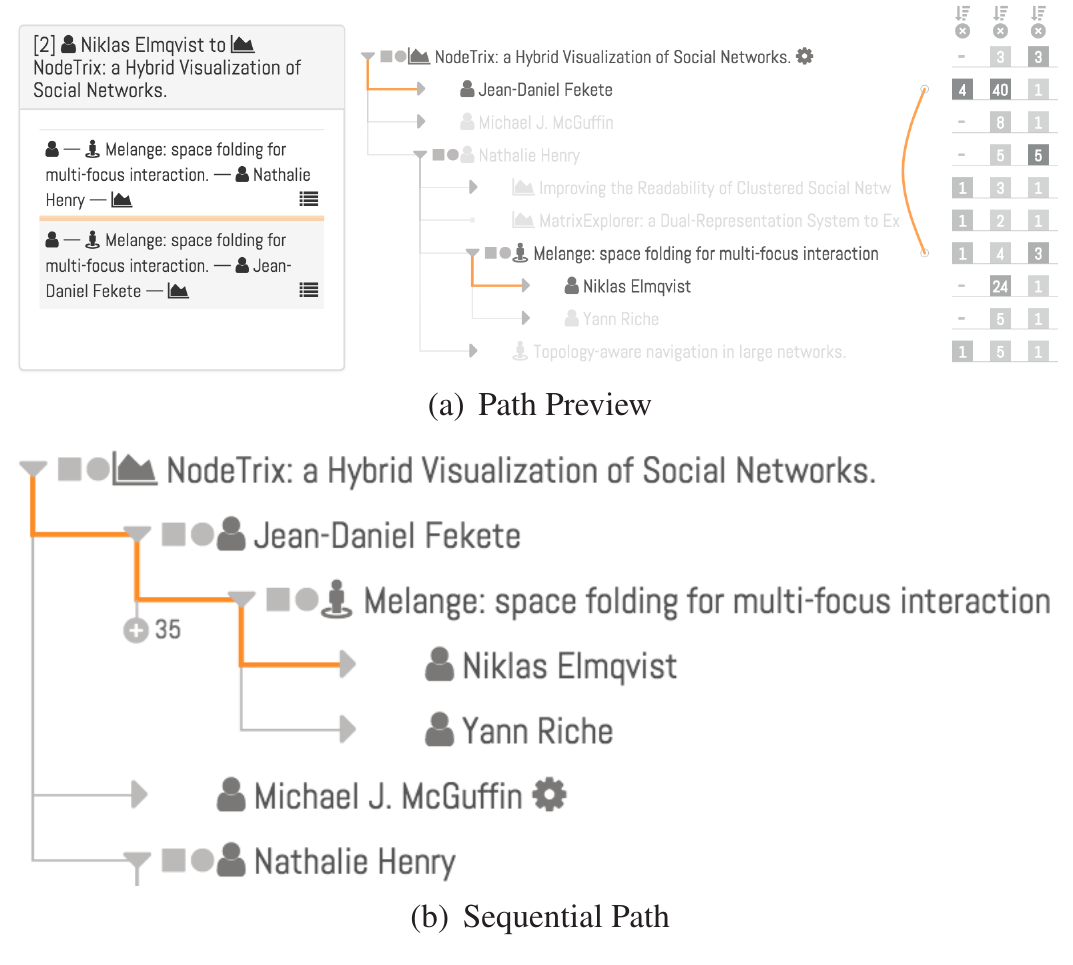 [2] Niklas Elmqvist to
NodeTrix: a Hybrid Visualization of
Social Networks.
— Melange: space folding for
multi-focus interaction. — Nathalie
Henry —
— Melange: space folding for
multi-focus interaction. — Jean-
Daniel Fekete —
NodeTrix: a Hybrid Visualization of Social Networks. - 3 3
Jean-Daniel Fekete 4 40 1
Michael J. McGuffin - 8 1
Nathalie Henry - 5 5
Improving the Readability of Clustered Social Netw 1 3 1
MatrixExplorer: a Dual-Representation System to Ex 1 2 1
Melange: space folding for multi-focus interaction 1 4 3
Niklas Elmqvist - 24 1
Yann Riche - 5 1
Topology-aware navigation in large networks. 1 5 1
(a) Path Preview
NodeTrix: a Hybrid Visualization of Social Networks.
Jean-Daniel Fekete
Melange: space folding for multi-focus interaction
35
Niklas Elmqvist
Yann Riche
Michael J. McGuffin
Nathalie Henry
(b) Sequential Path